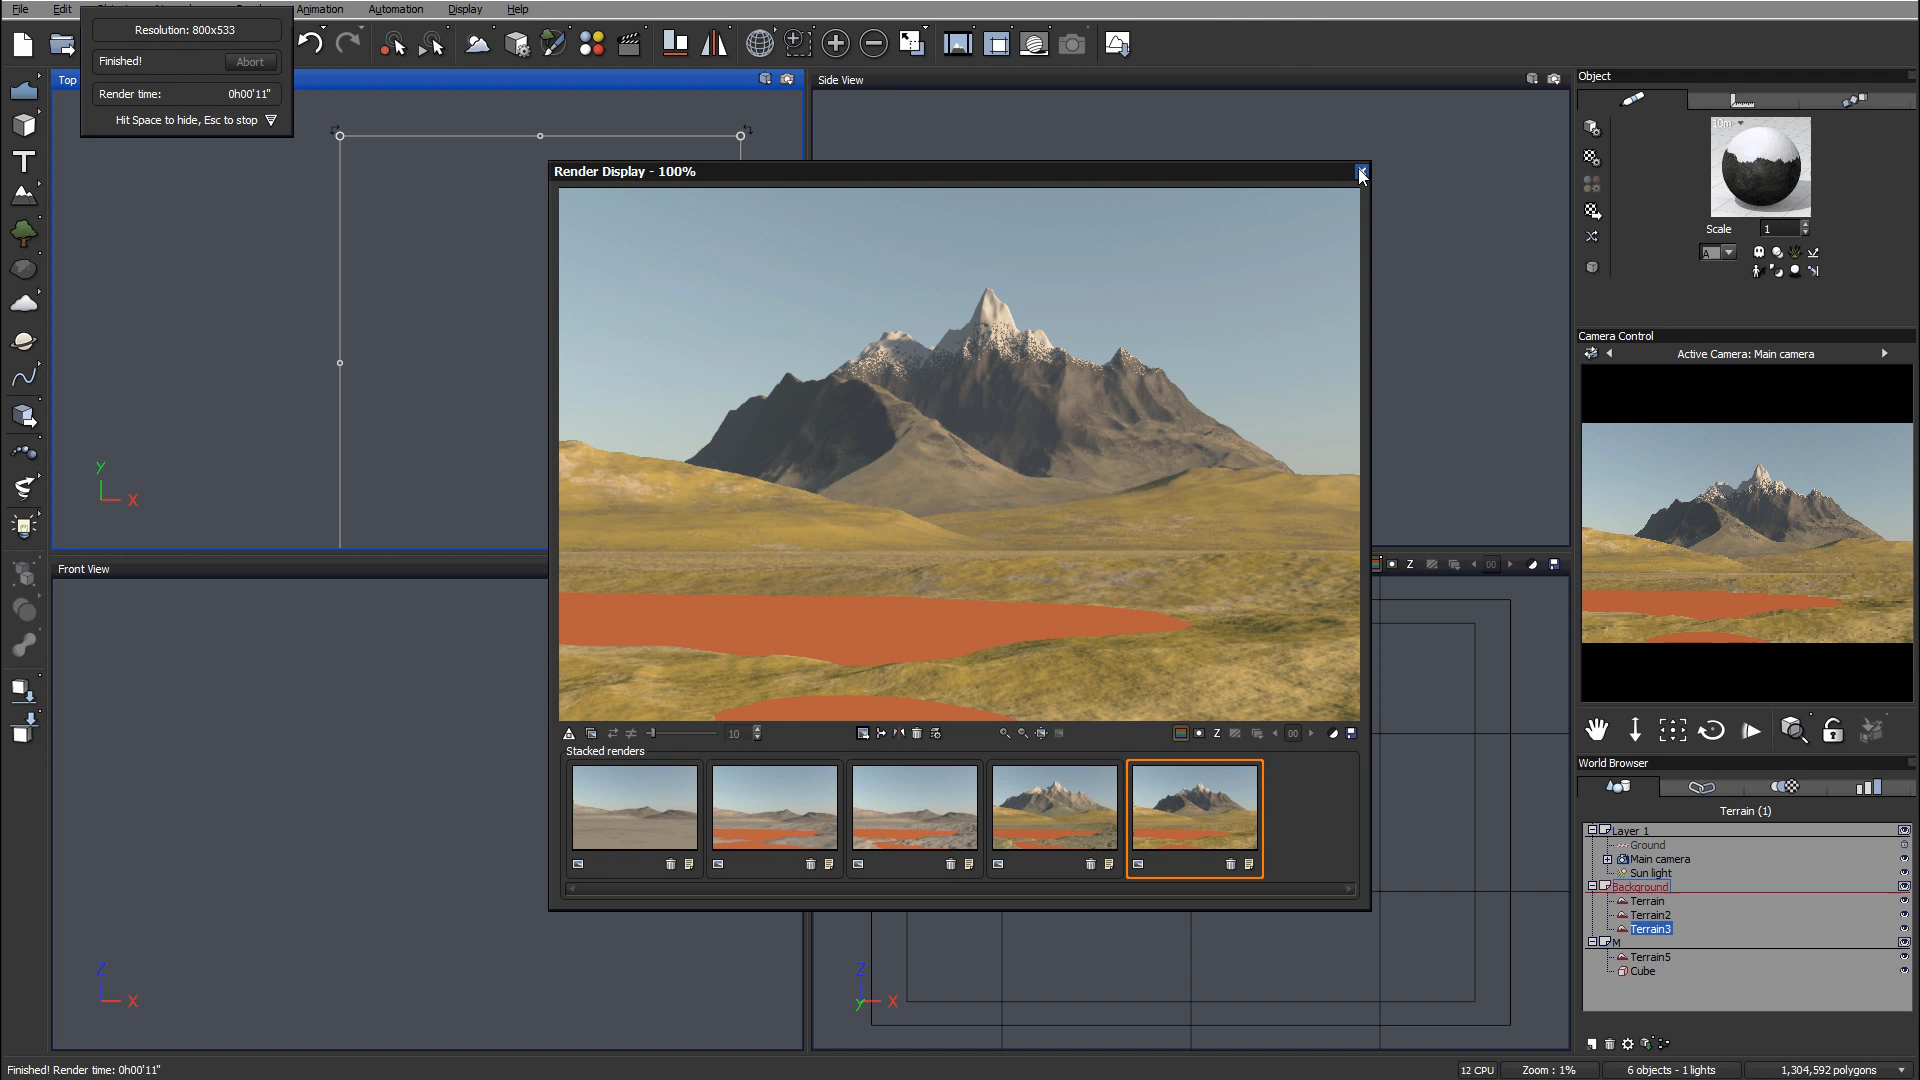 File Edit Animation Automation Display Help
Resolution: 800x533
Finished! Abort
Render time: 0h00'11"
Hit Space to hide, Esc to stop
Top
Side View
Object
Render Display - 100%
10m
Scale 1
A
Camera Control
Active Camera: Main camera
Y
X
Front View
Z 00
10
Z 00
Stacked renders
World Browser
Terrain (1)
Layer 1
Ground
Main camera
Sun light
Background
Terrain
Terrain2
Terrain3
M
Terrain5
Cube
Z
X
Z
Y
X
Finished! Render time: 0h00'11"
12 CPU
Zoom : 1%
6 objects - 1 lights
1,304,592 polygons